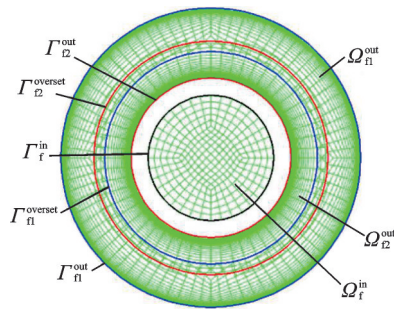 Γ_f2^out
Ω_f1^out
Γ_f2^overset
Γ_f^in
Γ_f1^overset
Ω_f2^out
Γ_f1^out
Ω_f^in